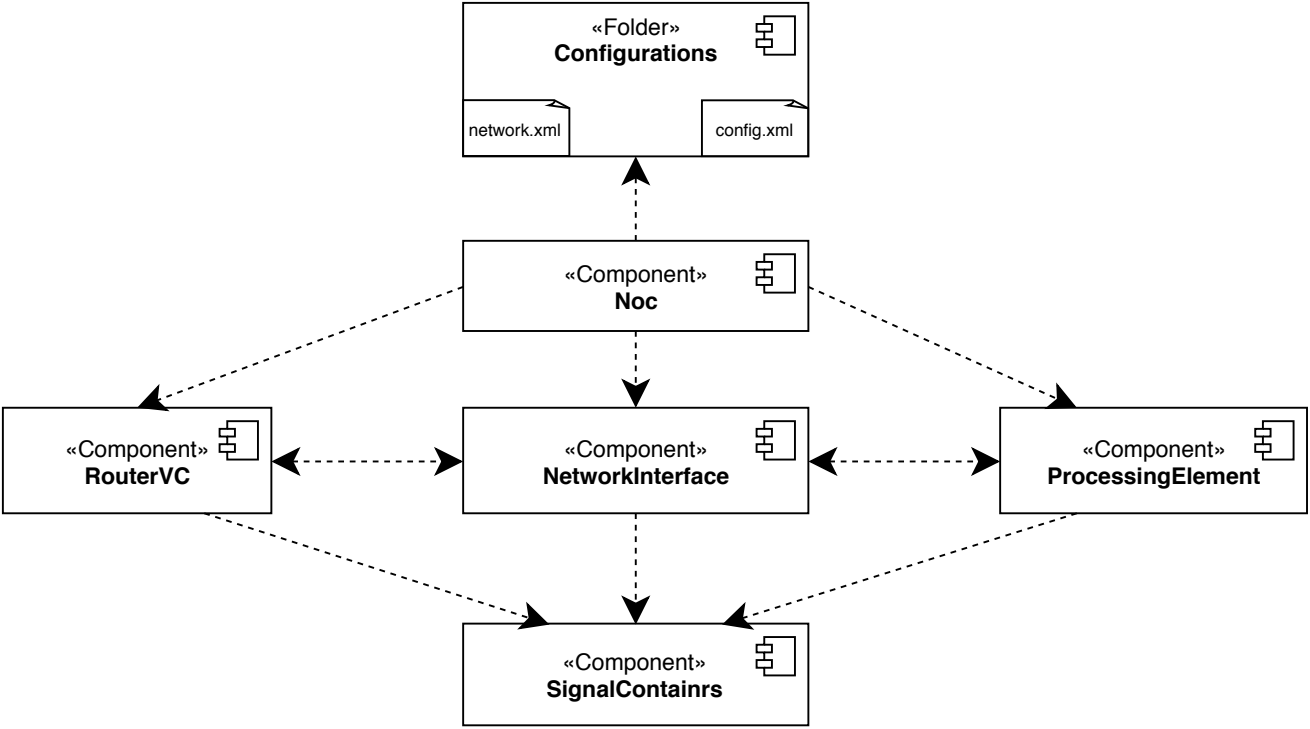 «Folder»
Configurations
network.xml
config.xml
«Component»
Noc
«Component»
RouterVC
«Component»
NetworkInterface
«Component»
ProcessingElement
«Component»
SignalContainrs